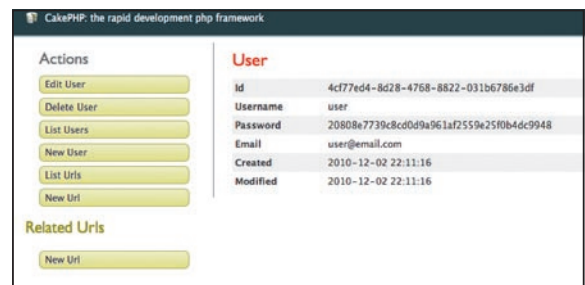 CakePHP: the rapid development php framework
Actions
Edit User
Delete User
List Users
New User
List Urls
New Url
Related Urls
New Url
User
Id 4cf77ed4-8d28-4768-8822-031b6786e3df
Username user
Password 20808e7739c8cd0d9a961af2559e25f0b4dc9948
Email user@email.com
Created 2010-12-02 22:11:16
Modified 2010-12-02 22:11:16